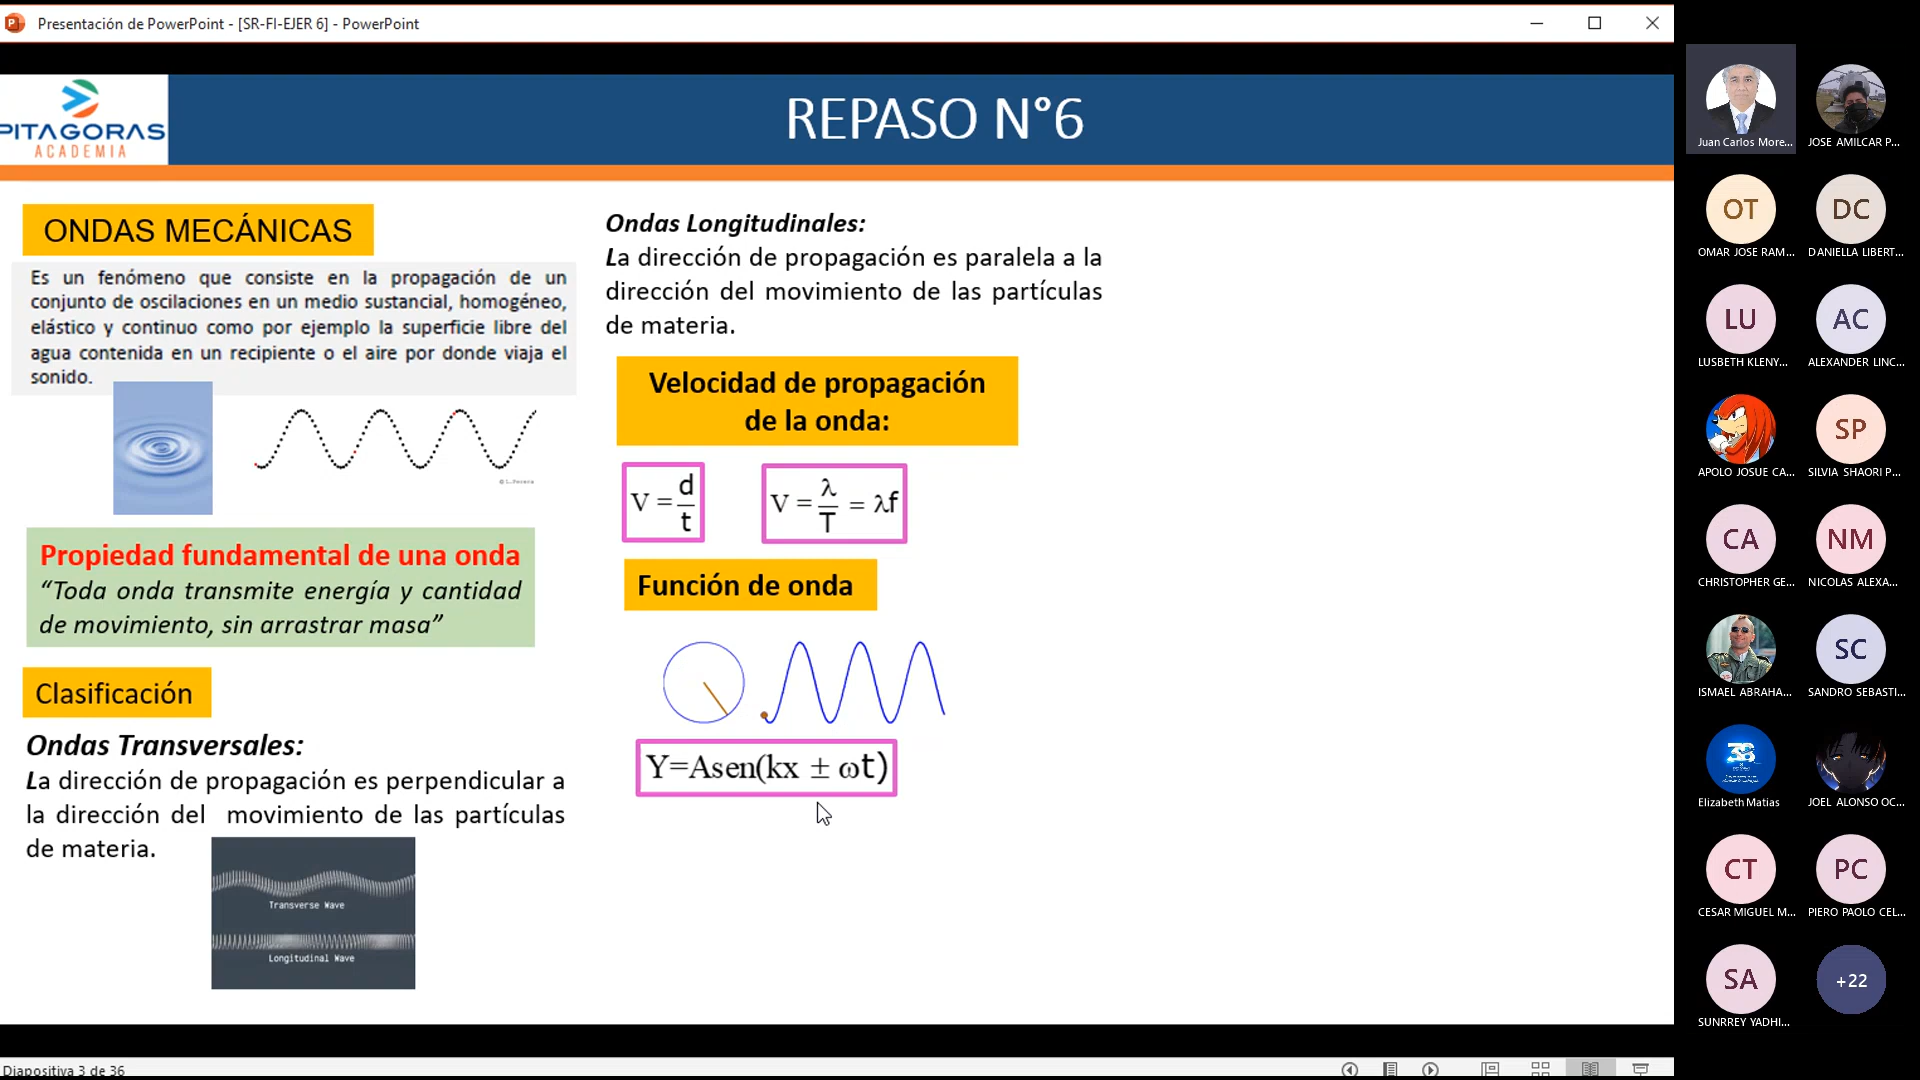 Presentación de PowerPoint - [SR-FI-EJER 6] - PowerPoint
PITAGORAS
ACADEMIA
REPASO N°6
ONDAS MECÁNICAS
Es un fenómeno que consiste en la propagación de un
conjunto de oscilaciones en un medio sustancial, homogéneo,
elástico y continuo como por ejemplo la superficie libre del
agua contenida en un recipiente o el aire por donde viaja el
sonido.
Propiedad fundamental de una onda
“Toda onda transmite energía y cantidad
de movimiento, sin arrastrar masa”
Clasificación
Ondas Transversales:
La dirección de propagación es perpendicular a
la dirección del movimiento de las partículas
de materia.
Transverse Wave
Longitudinal Wave
Ondas Longitudinales:
La dirección de propagación es paralela a la
dirección del movimiento de las partículas
de materia.
Velocidad de propagación
de la onda:
V = d/t
V = λ/T = λf
Función de onda
Y=Asen(kx ± ωt)
Juan Carlos More...
JOSE AMILCAR P...
OT
DC
OMAR JOSE RAM...
DANIELLA LIBERT...
LU
AC
LUSBETH KLENY...
ALEXANDER LINC...
SP
APOLO JOSUE CA...
SILVIA SHAORI P...
CA
NM
CHRISTOPHER GE...
NICOLAS ALEXA...
SC
ISMAEL ABRAHA...
SANDRO SEBASTI...
Elizabeth Matias
JOEL ALONSO OC...
CT
PC
CESAR MIGUEL M...
PIERO PAOLO CEL...
SA
+22
SUNRREY YADHI...
Diapositiva 3 de 36